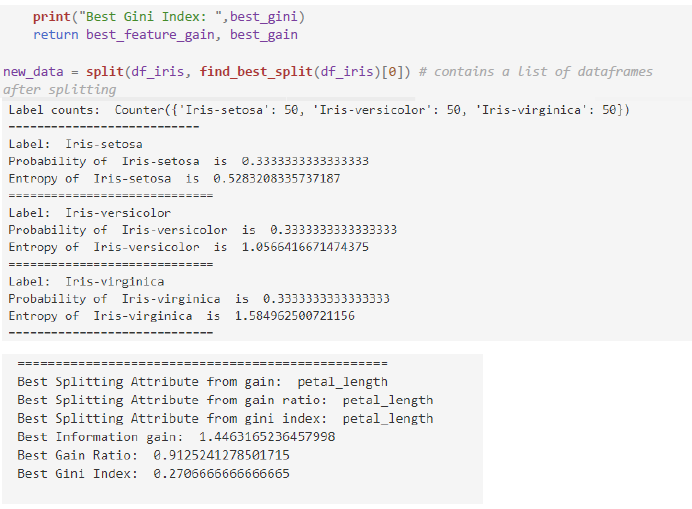 print("Best Gini Index: ",best_gini)
return best_feature_gain, best_gain
new_data = split(df_iris, find_best_split(df_iris)[0]) # contains a list of dataframes
after splitting
Label counts:  Counter({'Iris-setosa': 50, 'Iris-versicolor': 50, 'Iris-virginica': 50})
---------------------------
Label:  Iris-setosa
Probability of  Iris-setosa  is  0.3333333333333333
Entropy of  Iris-setosa  is  0.5283208335737187
=============================
Label:  Iris-versicolor
Probability of  Iris-versicolor  is  0.3333333333333333
Entropy of  Iris-versicolor  is  1.0566416671474375
=============================
Label:  Iris-virginica
Probability of  Iris-virginica  is  0.3333333333333333
Entropy of  Iris-virginica  is  1.584962500721156
-----------------------------
=================================================
Best Splitting Attribute from gain:  petal_length
Best Splitting Attribute from gain ratio:  petal_length
Best Splitting Attribute from gini index:  petal_length
Best Information gain:  1.4463165236457998
Best Gain Ratio:  0.9125241278501715
Best Gini Index:  0.2706666666666665